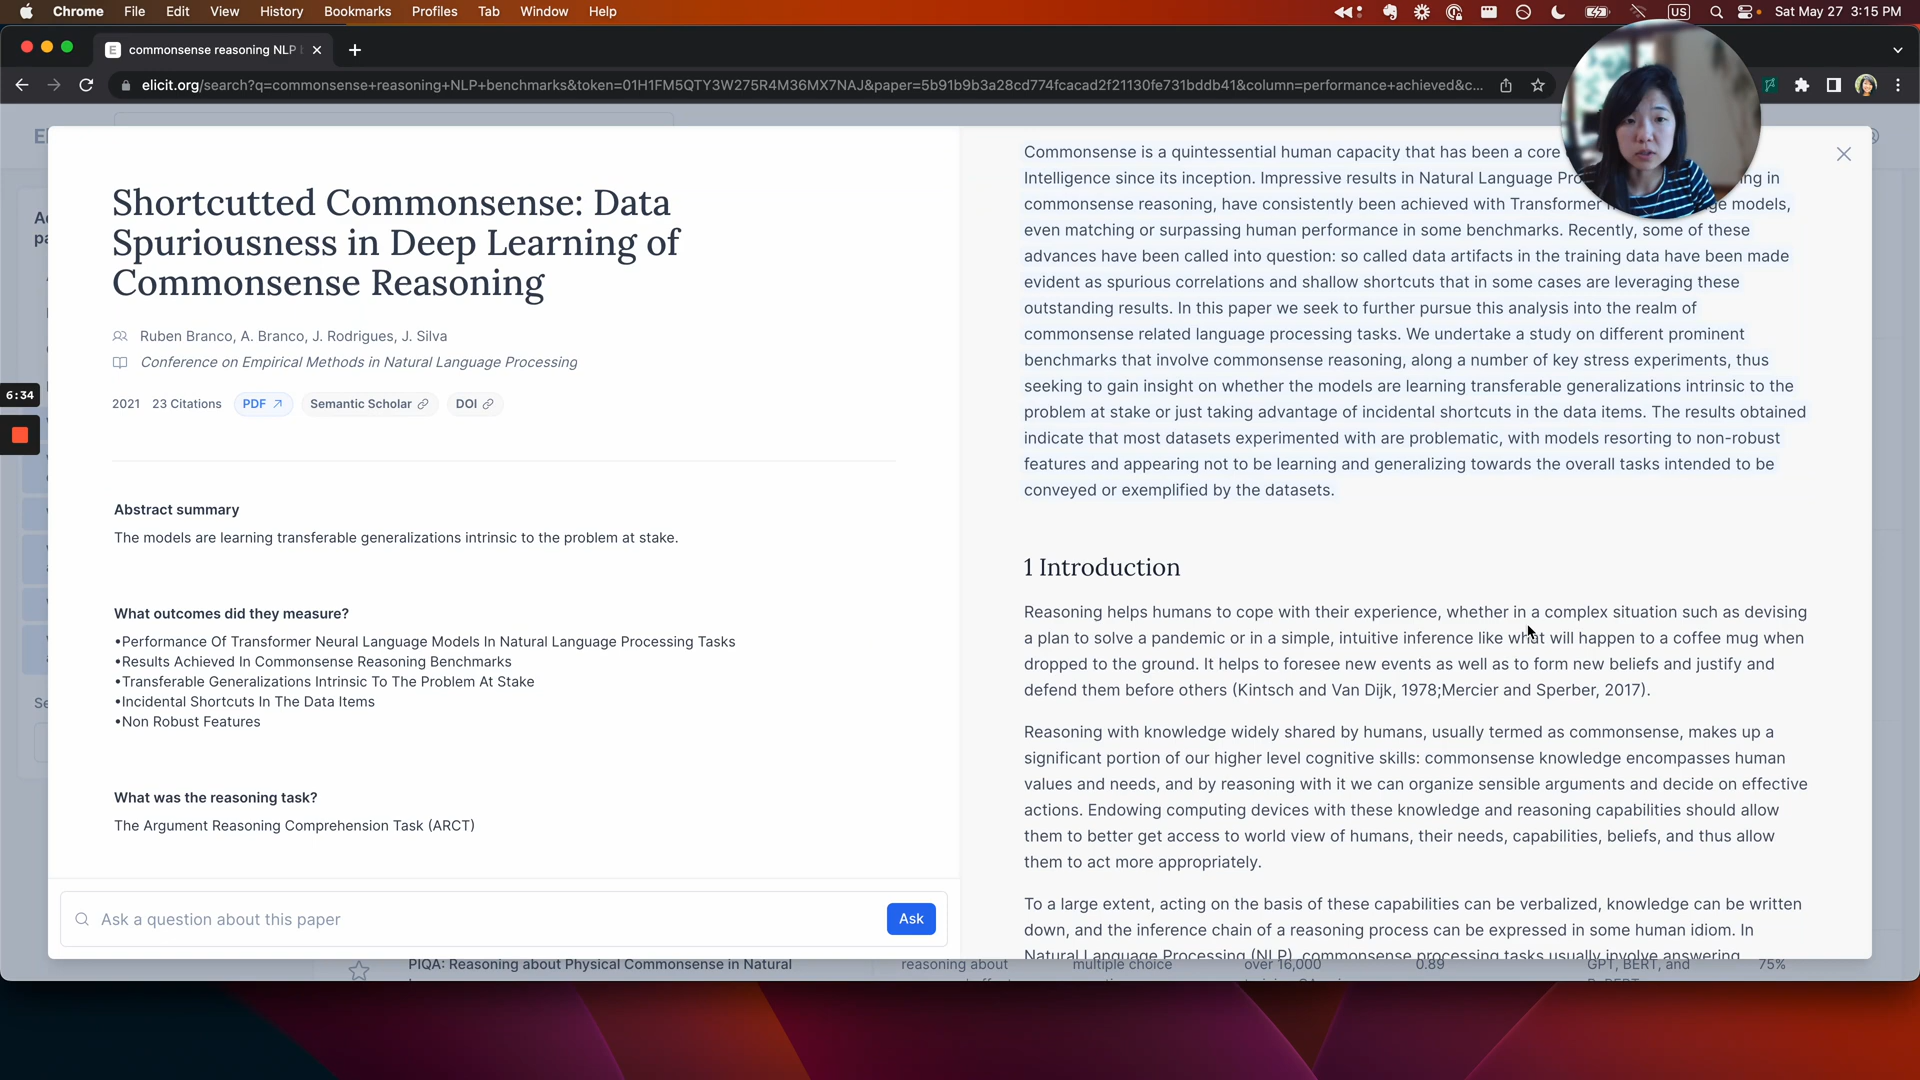 Chrome File Edit View History Bookmarks Profiles Tab Window Help
US
Sat May 27 3:15 PM
E commonsense reasoning NLP
elicit.org/search?q=commonsense+reasoning+NLP+benchmarks&token=01H1FM5QTY3W275R4M36MX7NAJ&paper=5b91b9b3a28cd774fcacad2f21130fe731bddb41&column=performance+achieved&c...
6:34
Shortcutted Commonsense: Data
Spuriousness in Deep Learning of
Commonsense Reasoning
Ruben Branco, A. Branco, J. Rodrigues, J. Silva
Conference on Empirical Methods in Natural Language Processing
2021 23 Citations PDF Semantic Scholar DOI
Abstract summary
The models are learning transferable generalizations intrinsic to the problem at stake.
What outcomes did they measure?
•Performance Of Transformer Neural Language Models In Natural Language Processing Tasks
•Results Achieved In Commonsense Reasoning Benchmarks
•Transferable Generalizations Intrinsic To The Problem At Stake
•Incidental Shortcuts In The Data Items
•Non Robust Features
What was the reasoning task?
The Argument Reasoning Comprehension Task (ARCT)
Ask a question about this paper
Ask
Commonsense is a quintessential human capacity that has been a core
Intelligence since its inception. Impressive results in Natural Language in
commonsense reasoning, have consistently been achieved with Transformer models,
even matching or surpassing human performance in some benchmarks. Recently, some of these
advances have been called into question: so called data artifacts in the training data have been made
evident as spurious correlations and shallow shortcuts that in some cases are leveraging these
outstanding results. In this paper we seek to further pursue this analysis into the realm of
commonsense related language processing tasks. We undertake a study on different prominent
benchmarks that involve commonsense reasoning, along a number of key stress experiments, thus
seeking to gain insight on whether the models are learning transferable generalizations intrinsic to the
problem at stake or just taking advantage of incidental shortcuts in the data items. The results obtained
indicate that most datasets experimented with are problematic, with models resorting to non-robust
features and appearing not to be learning and generalizing towards the overall tasks intended to be
conveyed or exemplified by the datasets.
1 Introduction
Reasoning helps humans to cope with their experience, whether in a complex situation such as devising
a plan to solve a pandemic or in a simple, intuitive inference like what will happen to a coffee mug when
dropped to the ground. It helps to foresee new events as well as to form new beliefs and justify and
defend them before others (Kintsch and Van Dijk, 1978;Mercier and Sperber, 2017).
Reasoning with knowledge widely shared by humans, usually termed as commonsense, makes up a
significant portion of our higher level cognitive skills: commonsense knowledge encompasses human
values and needs, and by reasoning with it we can organize sensible arguments and decide on effective
actions. Endowing computing devices with these knowledge and reasoning capabilities should allow
them to better get access to world view of humans, their needs, capabilities, beliefs, and thus allow
them to act more appropriately.
To a large extent, acting on the basis of these capabilities can be verbalized, knowledge can be written
down, and the inference chain of a reasoning process can be expressed in some human idiom. In
Natural Language Processing (NLP), commonsense processing tasks usually involve answering
PIQA: Reasoning about Physical Commonsense in Natural reasoning about multiple choice over 16,000 0.89 GPT, BERT, and 75%